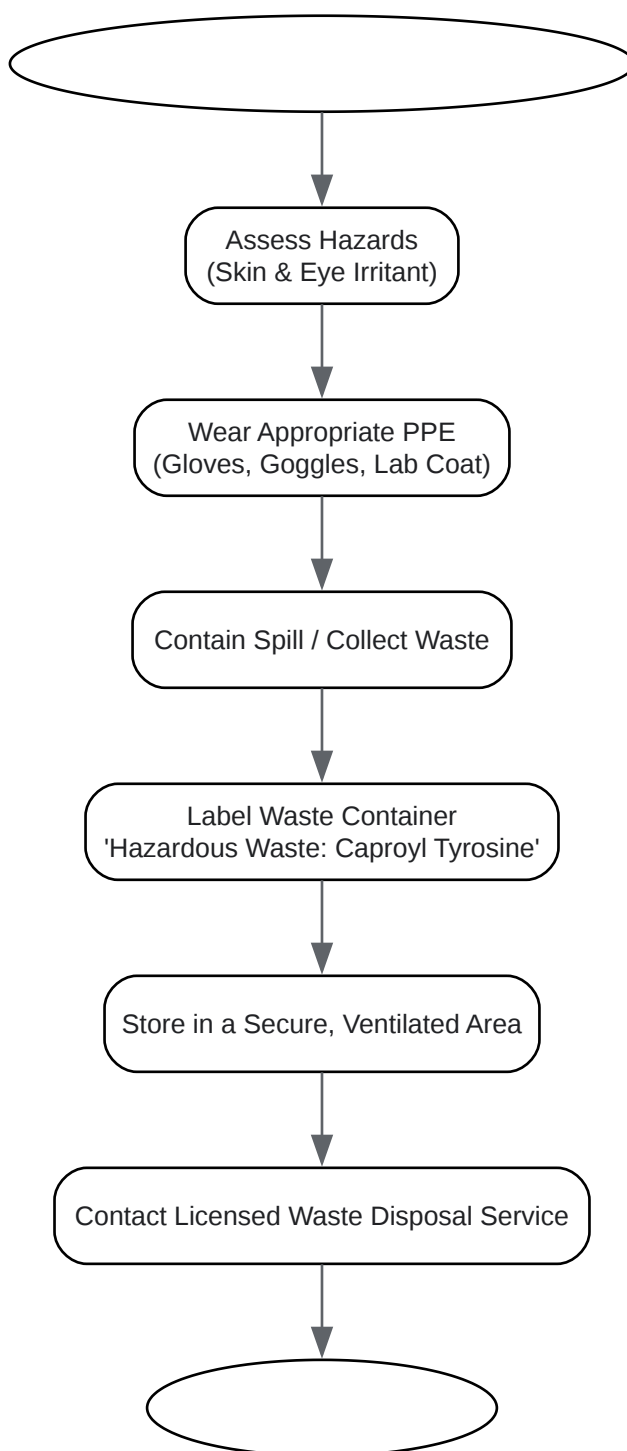 Assess Hazards
(Skin & Eye Irritant)
Wear Appropriate PPE
(Gloves, Goggles, Lab Coat)
Contain Spill / Collect Waste
Label Waste Container
'Hazardous Waste: Caproyl Tyrosine'
Store in a Secure, Ventilated Area
Contact Licensed Waste Disposal Service